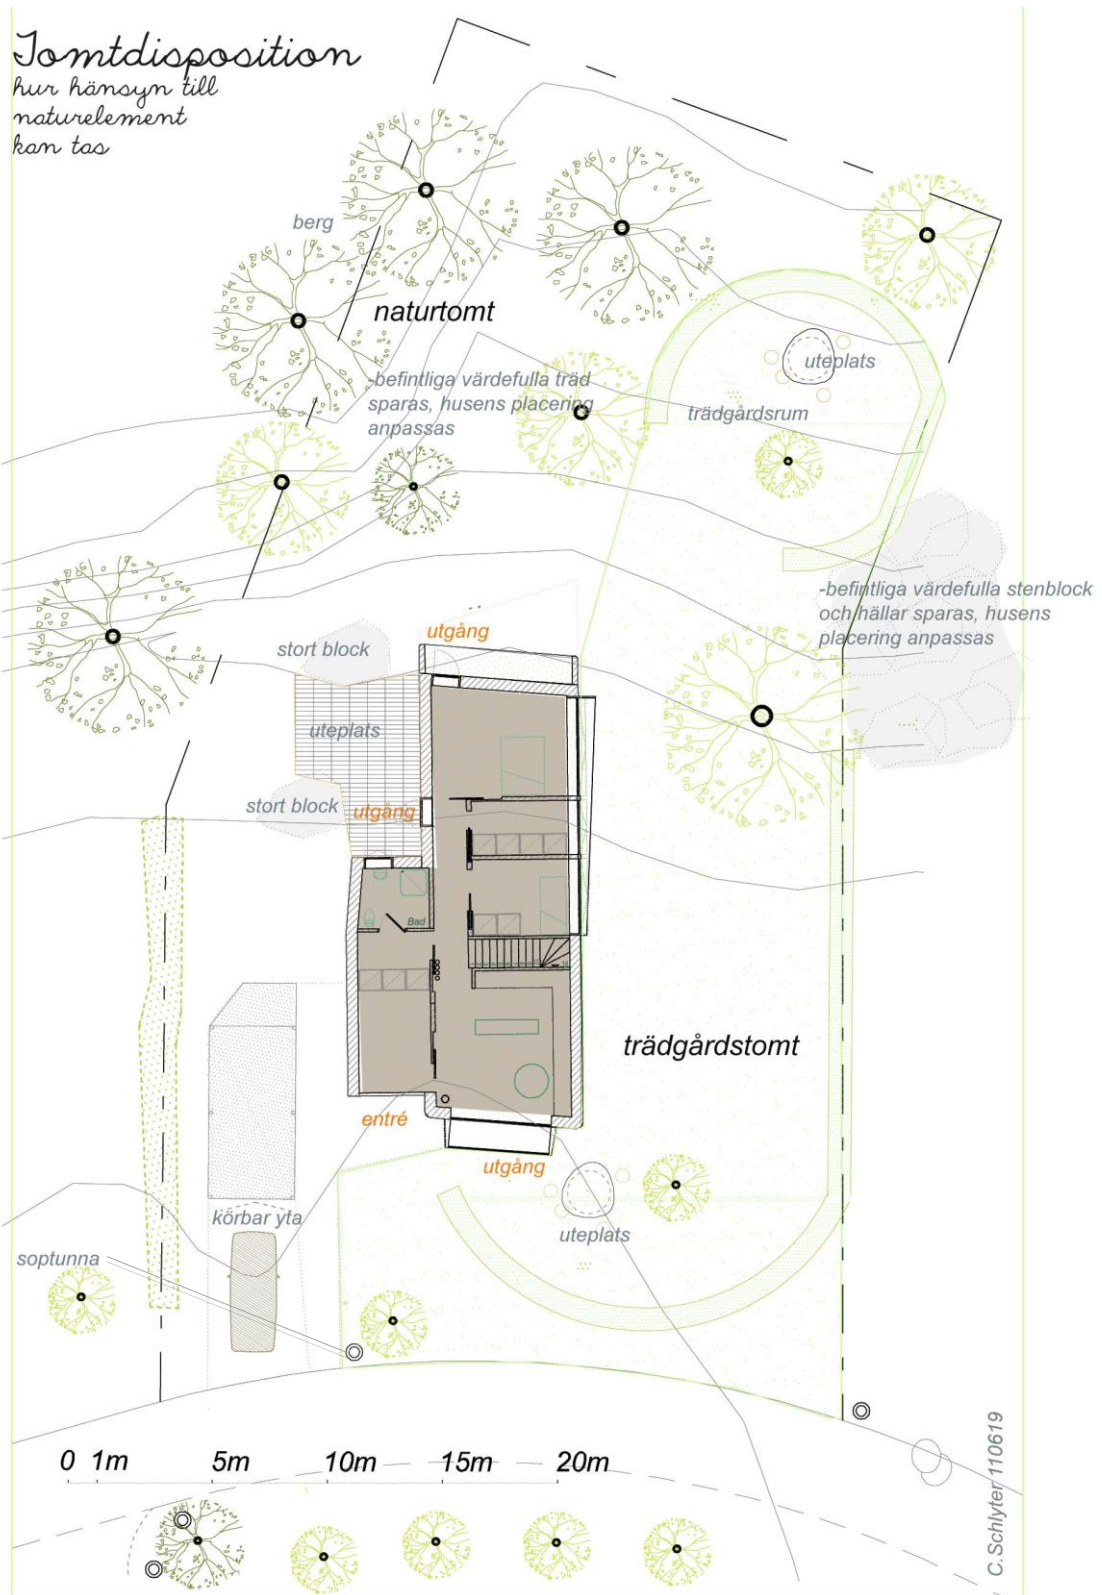 Tomtdisposition
hur hänsyn till
naturelement
kan tas
berg
naturtomt
-befintliga värdefulla träd
sparas, husens placering
anpassas
uteplats
trädgårdsrum
-befintliga värdefulla stenblock
och hällar sparas, husens
placering anpassas
utgång
stort block
uteplats
stort block
utgång
Bad
trädgårdstomt
entré
utgång
körbar yta
uteplats
soptunna
0 1m 5m 10m 15m 20m
C.Schlyter 110619